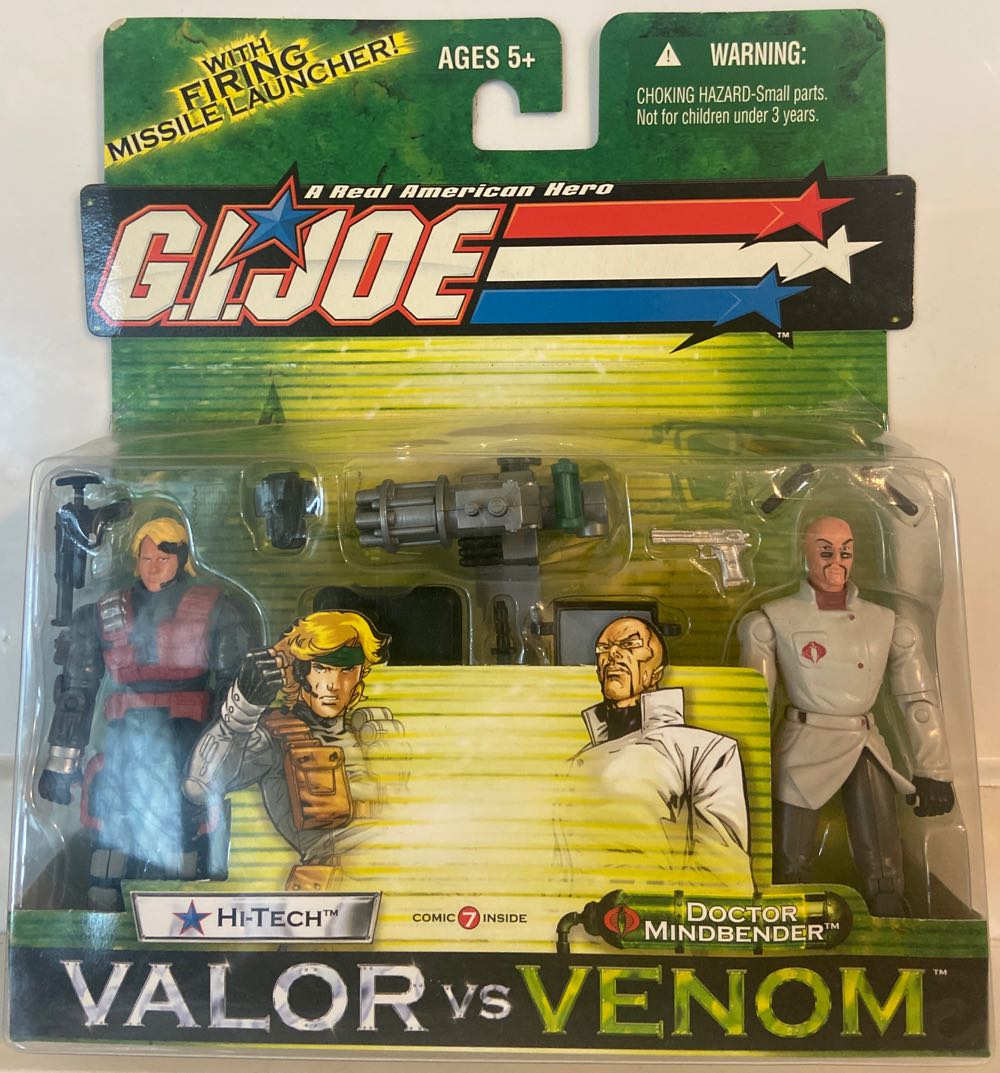 WITH
FIRING
MISSILE LAUNCHER!
AGES 5+
WARNING:
CHOKING HAZARD-Small parts.
Not for children under 3 years.
A Real American Hero
G.I. JOE
TM
HI-TECH™
COMIC 7 INSIDE
DOCTOR
MINDBENDER™
VALOR VS VENOM™